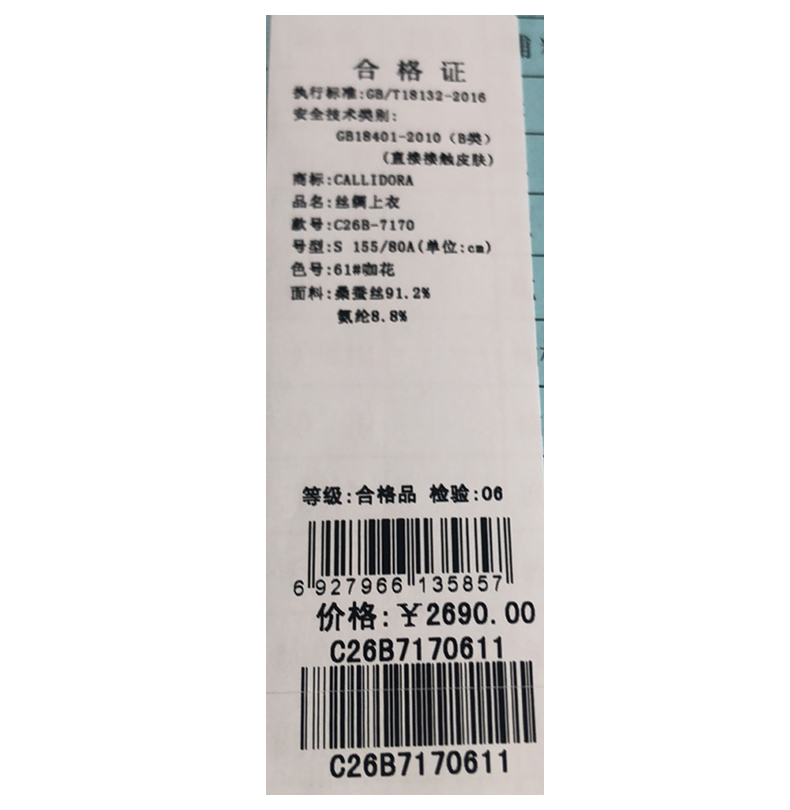 合格证
执行标准:GB/T18132-2016
安全技术类别:
GB18401-2010（B类）
(直接接触皮肤)
商标:CALLIDORA
品名:丝绸上衣
款号:C26B-7170
号型:S 155/80A(单位:cm)
色号:61#咖花
面料:桑蚕丝91.2%
氨纶8.8%
等级:合格品 检验:06
6 927966 135857
价格:￥2690.00
C26B7170611
C26B7170611